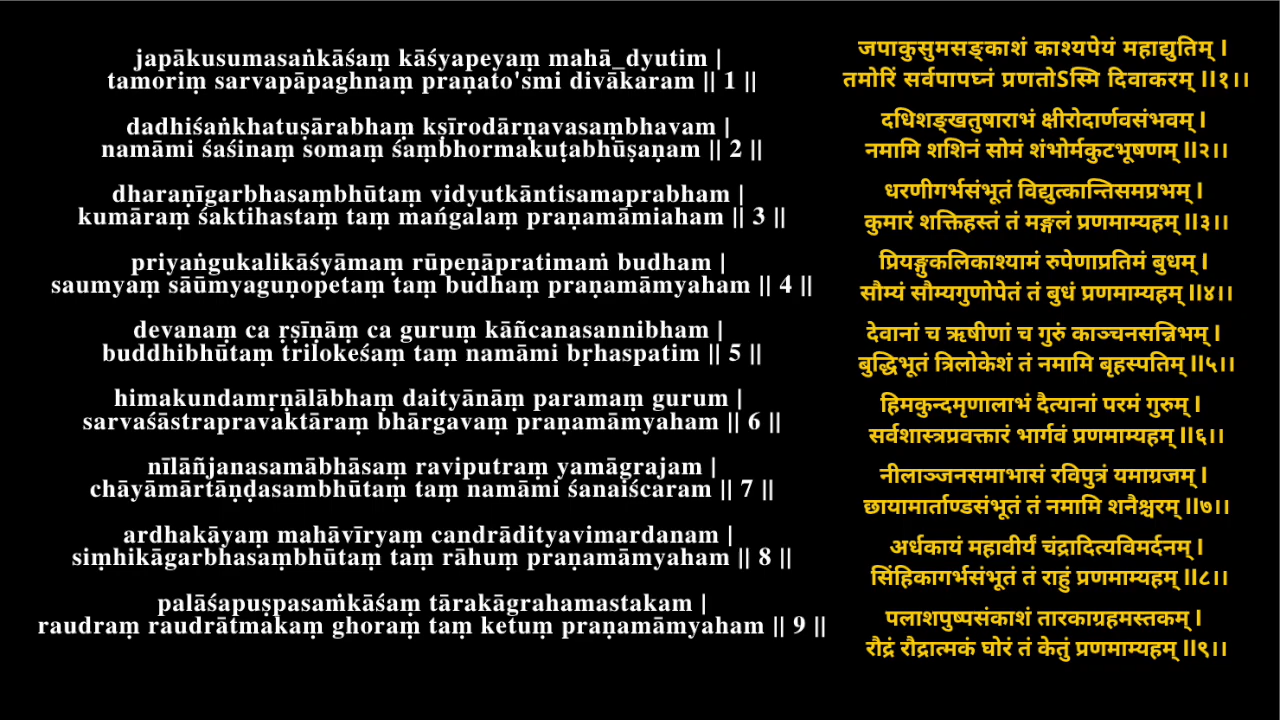 japākusumasaṅkāśaṃ kāśyapeyaṃ mahā_dyutim |
tamoriṃ sarvapāpaghnaṃ praṇato'smi divākaram || 1 ||
dadhiśaṅkhatuṣārabhaṃ kṣīrodārṇavasaṃbhavam |
namāmi śaśinaṃ somaṃ śaṃbhormakuṭabhūṣaṇam || 2 ||
dharaṇīgarbhasaṃbhūtaṃ vidyutkāntisamaprabham |
kumāraṃ śaktihastaṃ taṃ mańgalaṃ praṇamāmiaham || 3 ||
priyaṅgukalikāśyāmaṃ rūpeṇāpratimaṁ budham |
saumyaṃ sāūmyaguṇopetaṃ taṃ budhaṃ praṇamāmyaham || 4 ||
devanaṃ ca ṛṣīṇāṃ ca guruṃ kāñcanasannibham |
buddhibhūtaṃ trilokeśaṃ taṃ namāmi bṛhaspatim || 5 ||
himakundamṛṇālābhaṃ daityānāṃ paramaṃ gurum |
sarvaśāstrapravaktāraṃ bhārgavaṃ praṇamāmyaham || 6 ||
nīlāñjanasamābhāsaṃ raviputraṃ yamāgrajam |
chāyāmārtāṇḍasambhūtaṃ taṃ namāmi śanaiścaram || 7 ||
ardhakāyaṃ mahāvīryaṃ candrādityavimardanam |
siṃhikāgarbhasaṃbhūtaṃ taṃ rāhuṃ praṇamāmyaham || 8 ||
palāśapuṣpasaṁkāśaṃ tārakāgrahamastakam |
raudraṃ raudrātmakaṃ ghoraṃ taṃ ketuṃ praṇamāmyaham || 9 ||
जपाकुसुमसङ्काशं काश्यपेयं महाद्युतिम् |
तमोरिं सर्वपापघ्नं प्रणतोऽस्मि दिवाकरम् ||१।।
दधिशङ्खतुषाराभं क्षीरोदार्णवसंभवम् |
नमामि शशिनं सोमं शंभोर्मकुटभूषणम् ||२।।
धरणीगर्भसंभूतं विद्युत्कान्तिसमप्रभम् |
कुमारं शक्तिहस्तं तं मङ्गलं प्रणमाम्यहम् ||३।।
प्रियङ्गुकलिकाश्यामं रुपेणाप्रतिमं बुधम् |
सौम्यं सौम्यगुणोपेतं तं बुधं प्रणमाम्यहम् ||४।।
देवानां च ऋषीणां च गुरुं काञ्चनसन्निभम् |
बुद्धिभूतं त्रिलोकेशं तं नमामि बृहस्पतिम् ||५।।
हिमकुन्दमृणालाभं दैत्यानां परमं गुरुम् |
सर्वशास्त्रप्रवक्तारं भार्गवं प्रणमाम्यहम् ||६।।
नीलाञ्जनसमाभासं रविपुत्रं यमाग्रजम् |
छायामार्ताण्डसंभूतं तं नमामि शनैश्चरम् ||७।।
अर्धकायं महावीर्यं चंद्रादित्यविमर्दनम् |
सिंहिकागर्भसंभूतं तं राहुं प्रणमाम्यहम् ||८।।
पलाशपुष्पसंकाशं तारकाग्रहमस्तकम् |
रौद्रं रौद्रात्मकं घोरं तं केतुं प्रणमाम्यहम् ||९।।